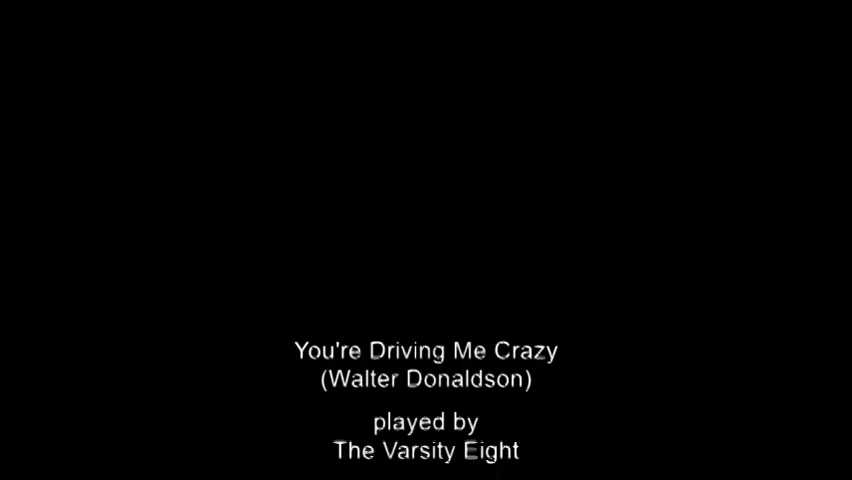 You're Driving Me Crazy
(Walter Donaldson)
played by
The Varsity Eight